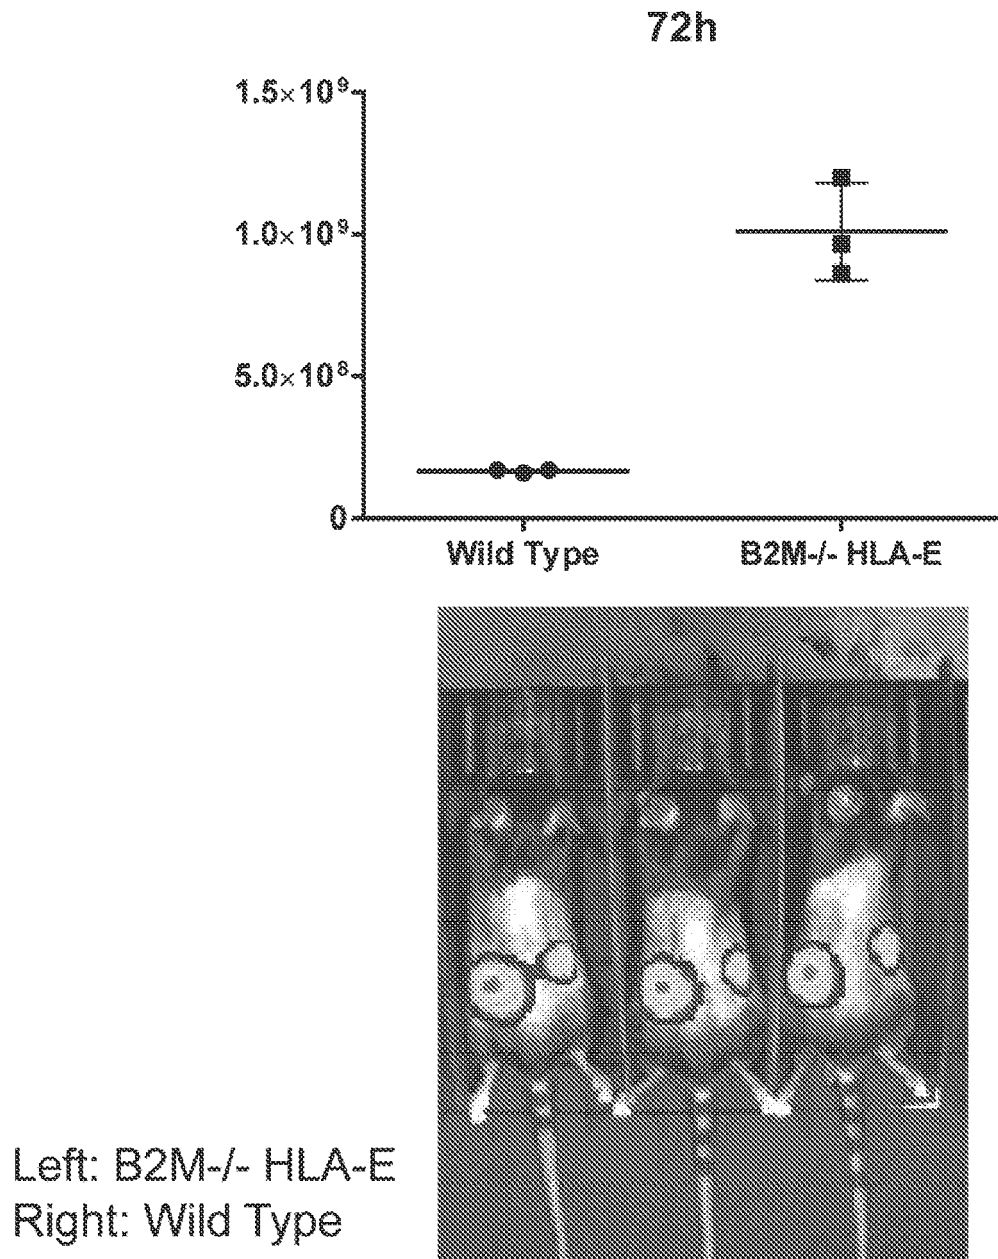 72h
1.5×10⁹
1.0×10⁹
5.0×10⁸
0
Wild Type B2M-/- HLA-E
Left: B2M-/- HLA-E
Right: Wild Type